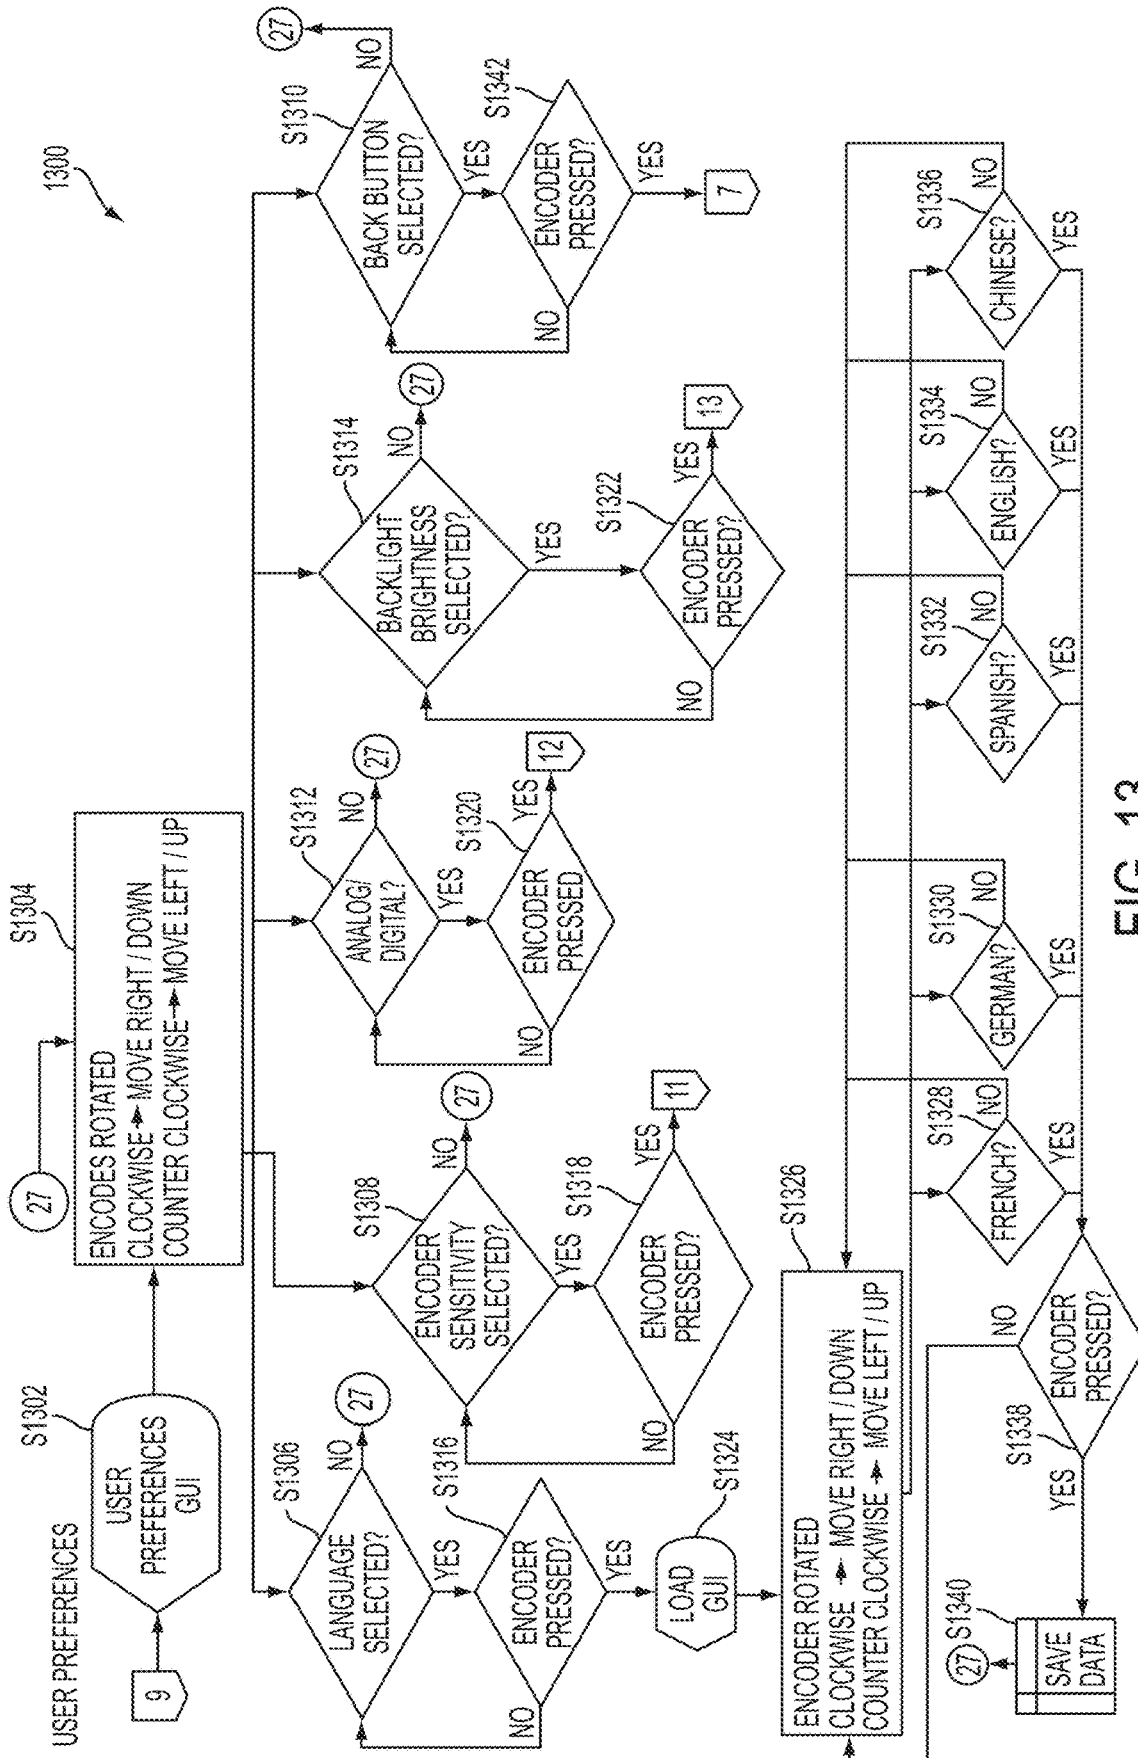 1300
USER PREFERENCES
9
S1302
USER
PREFERENCES
GUI
27
S1304
ENCODES ROTATED
CLOCKWISE → MOVE RIGHT / DOWN
COUNTER CLOCKWISE → MOVE LEFT / UP
S1306
LANGUAGE
SELECTED?
NO
27
YES
S1316
ENCODER
PRESSED?
NO
YES
S1324
LOAD
GUI
S1308
ENCODER
SENSITIVITY
SELECTED?
NO
27
YES
S1318
ENCODER
PRESSED?
NO
YES
11
S1312
ANALOG/
DIGITAL?
NO
27
YES
S1320
ENCODER
PRESSED
NO
YES
12
S1314
BACKLIGHT
BRIGHTNESS
SELECTED?
NO
27
YES
S1322
ENCODER
PRESSED?
NO
YES
13
S1310
BACK BUTTON
SELECTED?
NO
27
YES
S1342
ENCODER
PRESSED?
NO
YES
7
S1326
ENCODER ROTATED
CLOCKWISE → MOVE RIGHT / DOWN
COUNTER CLOCKWISE → MOVE LEFT / UP
S1328
FRENCH?
NO
YES
S1330
GERMAN?
NO
YES
S1332
SPANISH?
NO
YES
S1334
ENGLISH?
NO
YES
S1336
CHINESE?
NO
YES
ENCODER
PRESSED?
NO
S1338
YES
27
S1340
SAVE
DATA
FIG. 13